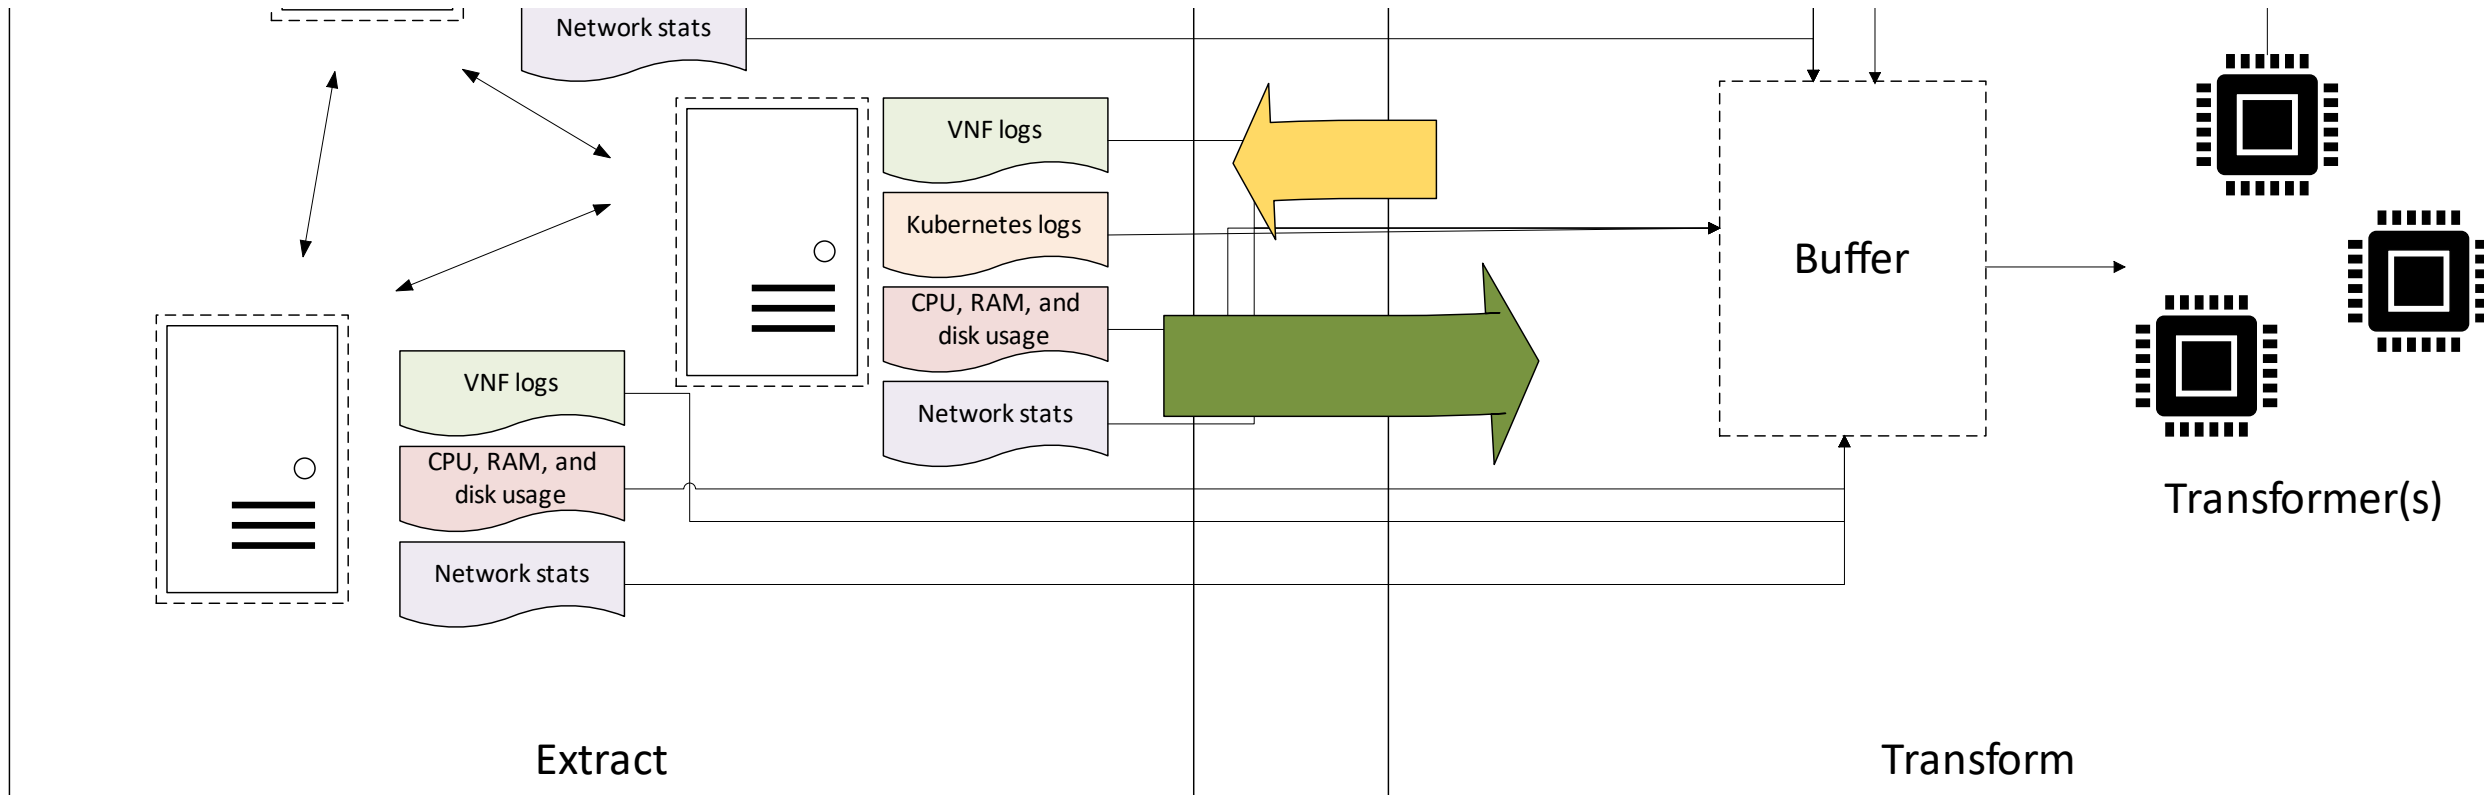 Network stats
VNF logs
Kubernetes logs
CPU, RAM, and
disk usage
Network stats
VNF logs
CPU, RAM, and
disk usage
Network stats
Buffer
Transformer(s)
Extract
Transform